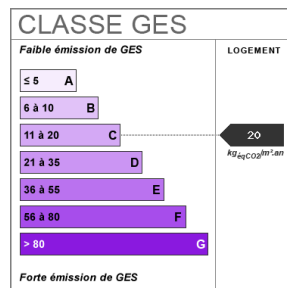 CLASSE GES
Faible émission de GES
LOGEMENT
≤ 5 A
6 à 10 B
11 à 20 C
20
kgéqCO2/m².an
21 à 35 D
36 à 55 E
56 à 80 F
> 80 G
Forte émission de GES